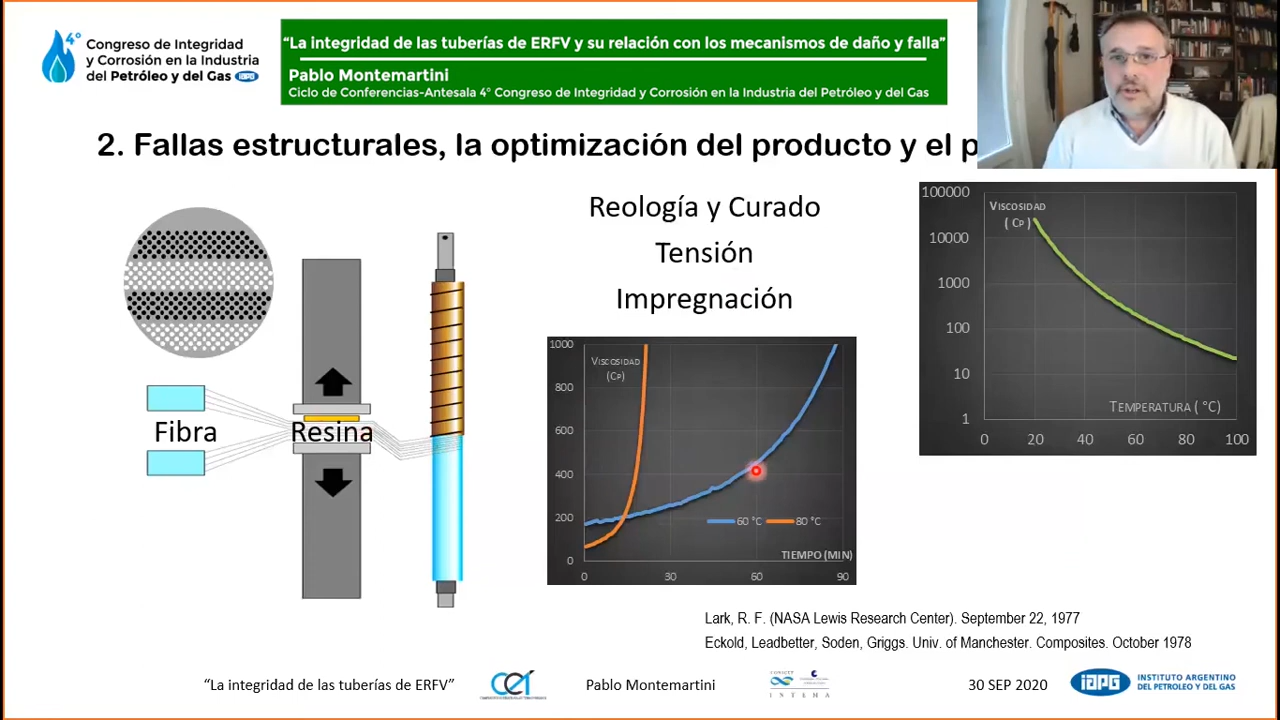 4°
Congreso de Integridad
y Corrosión en la Industria
del Petróleo y del Gas iapg
“La integridad de las tuberías de ERFV y su relación con los mecanismos de daño y falla”
Pablo Montemartini
Ciclo de Conferencias-Antesala 4° Congreso de Integridad y Corrosión en la Industria del Petróleo y del Gas
2. Fallas estructurales, la optimización del producto y el p
Reología y Curado
Tensión
Impregnación
Fibra
Resina
1000
800
600
400
200
0
Viscosidad
(Cp)
60 °C
80 °C
Tiempo (min)
0
30
60
90
100000
10000
1000
100
10
1
Viscosidad
( Cp )
Temperatura ( °C)
0
20
40
60
80
100
Lark, R. F. (NASA Lewis Research Center). September 22, 1977
Eckold, Leadbetter, Soden, Griggs. Univ. of Manchester. Composites. October 1978
“La integridad de las tuberías de ERFV”
Pablo Montemartini
CONICET
INTEMA
30 SEP 2020
iapg
INSTITUTO ARGENTINO
DEL PETROLEO Y DEL GAS